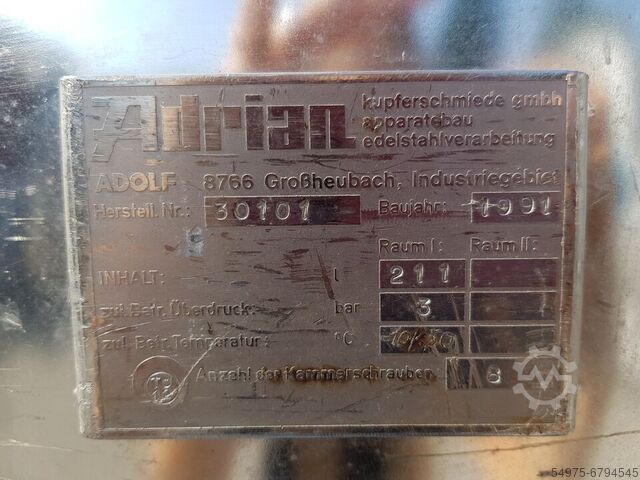 Adrian kupferschmiede gmbh
apparatebau
edelstahlverarbeitung
ADOLF 8766 Großheubach, Industriegebiet
Herstell. Nr.: 30101 Baujahr: 1991
Raum I: Raum II:
INHALT: l 211
zul. Betr. Überdruck: bar 3
zul. Betr. Temperatur: °C
Anzahl der Kammerschrauben: 8
54975-6794545